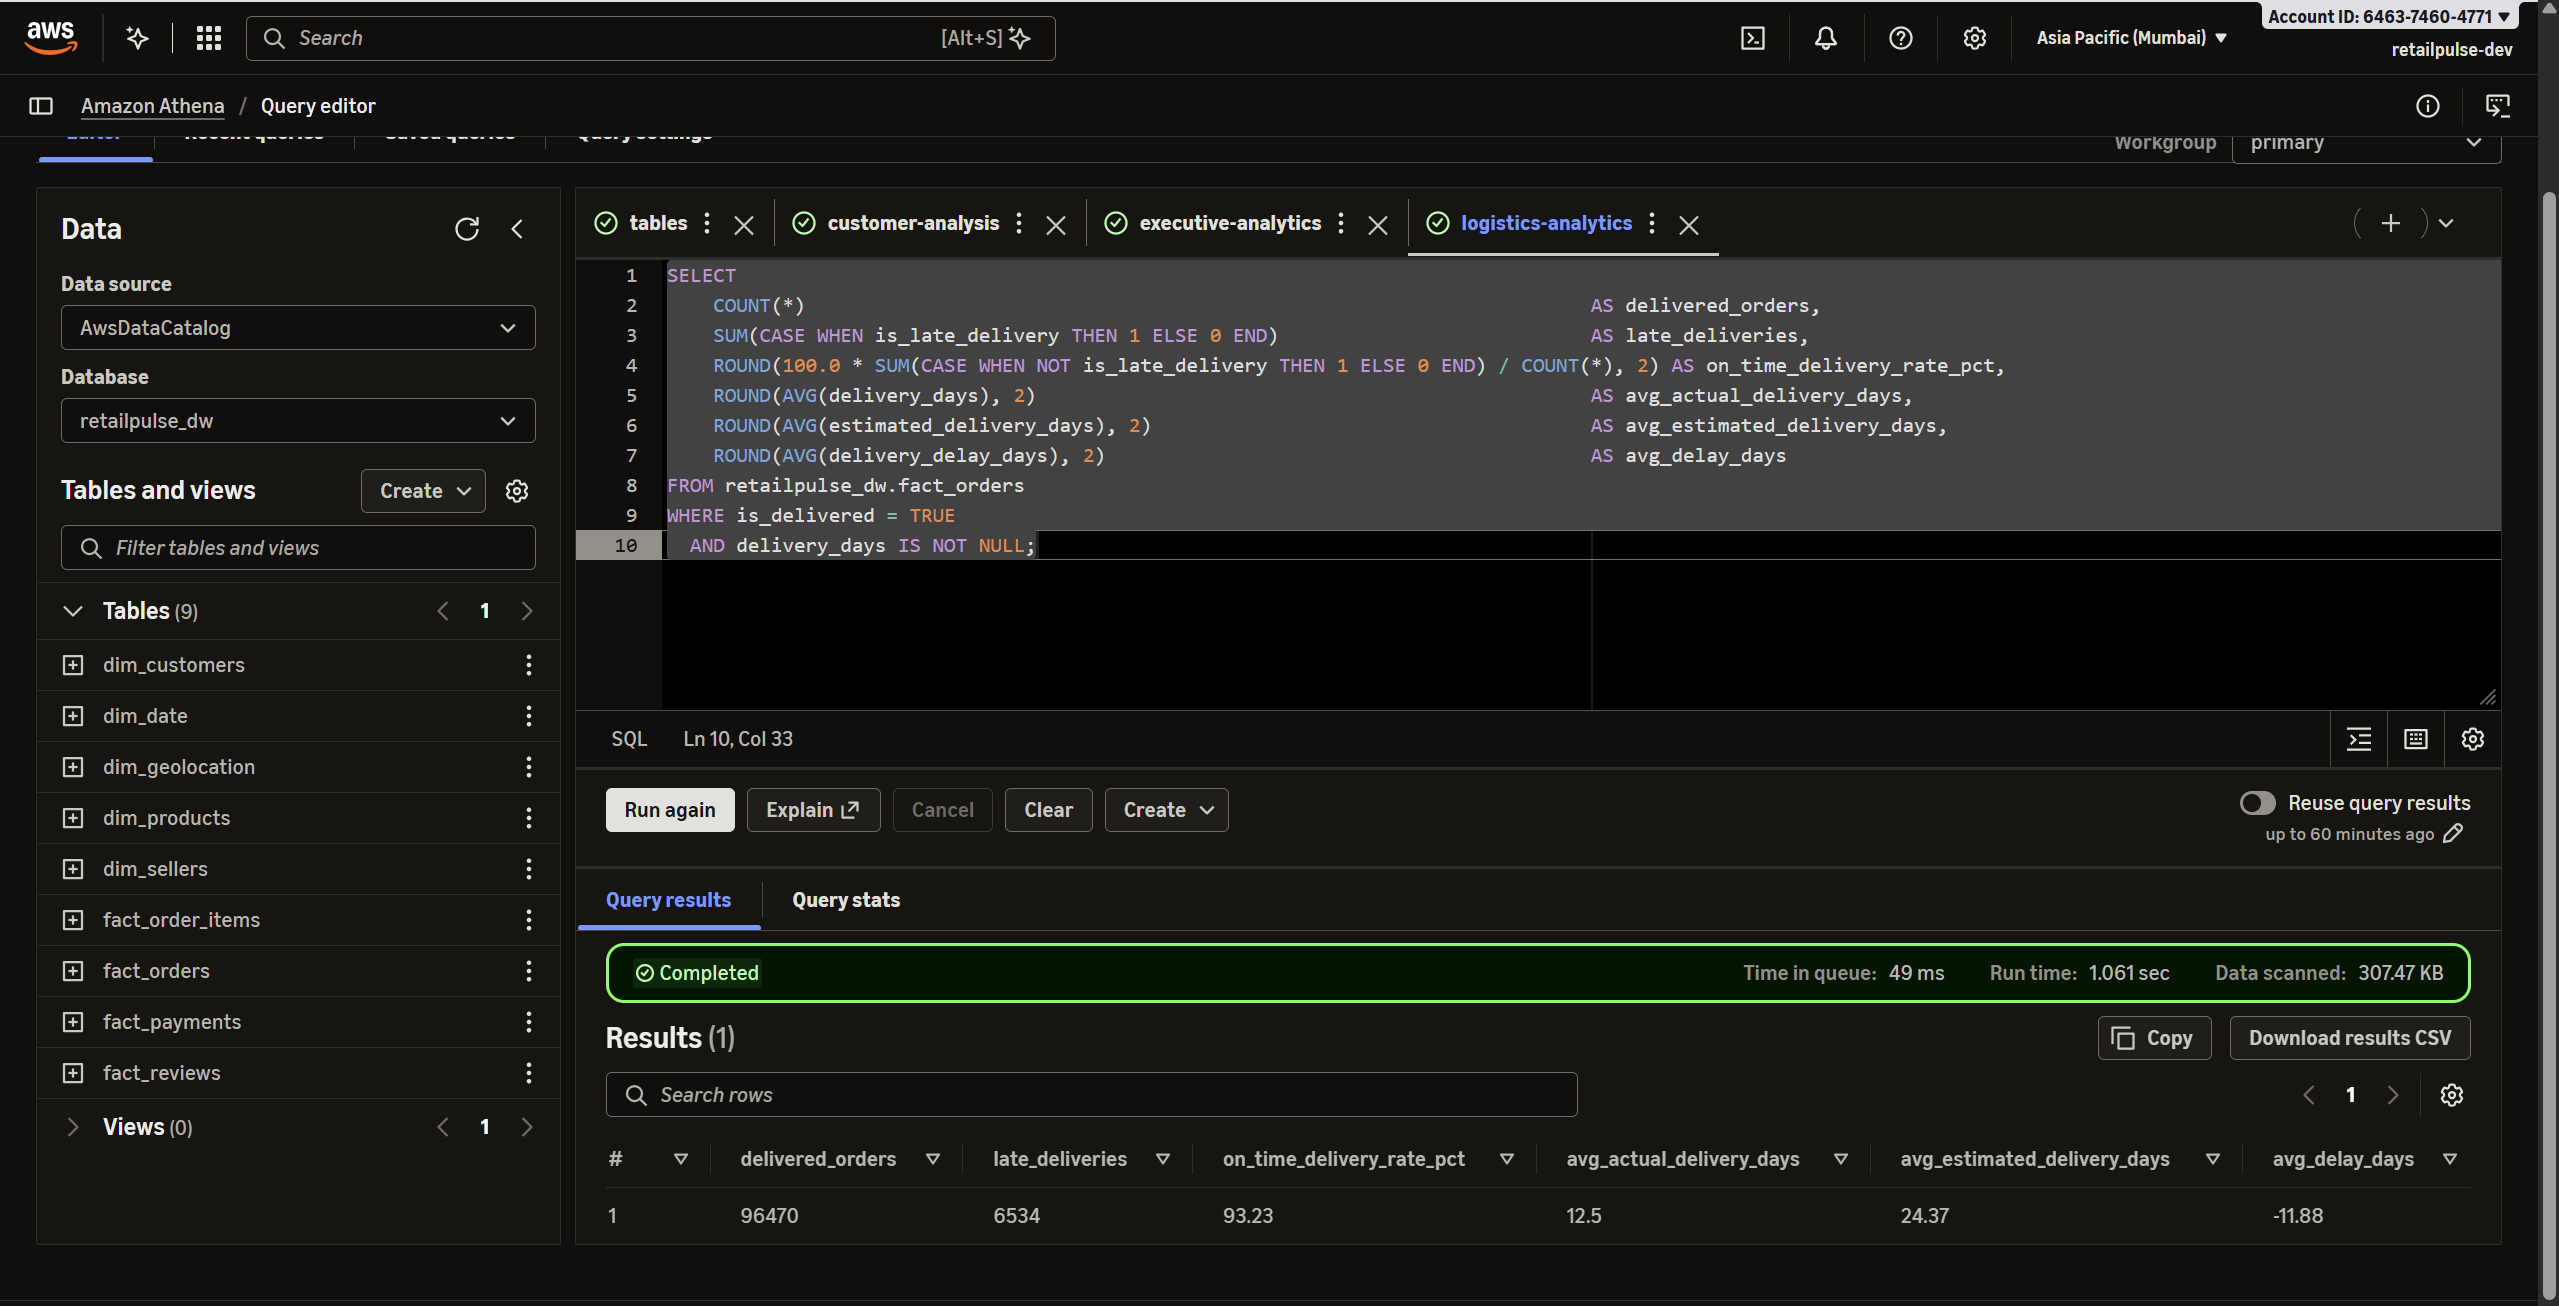 aws
Search [Alt+S]
Asia Pacific (Mumbai)
Account ID: 6463-7460-4771
retailpulse-dev
Amazon Athena / Query editor
Editor Recent queries Saved queries Query settings
Workgroup primary
Data
Data source
AwsDataCatalog
Database
retailpulse_dw
Tables and views
Create
Filter tables and views
Tables (9) 1
dim_customers
dim_date
dim_geolocation
dim_products
dim_sellers
fact_order_items
fact_orders
fact_payments
fact_reviews
Views (0) 1
tables customer-analysis executive-analytics logistics-analytics
1 SELECT
2 COUNT(*) AS delivered_orders,
3 SUM(CASE WHEN is_late_delivery THEN 1 ELSE 0 END) AS late_deliveries,
4 ROUND(100.0 * SUM(CASE WHEN NOT is_late_delivery THEN 1 ELSE 0 END) / COUNT(*), 2) AS on_time_delivery_rate_pct,
5 ROUND(AVG(delivery_days), 2) AS avg_actual_delivery_days,
6 ROUND(AVG(estimated_delivery_days), 2) AS avg_estimated_delivery_days,
7 ROUND(AVG(delivery_delay_days), 2) AS avg_delay_days
8 FROM retailpulse_dw.fact_orders
9 WHERE is_delivered = TRUE
10 AND delivery_days IS NOT NULL;
SQL Ln 10, Col 33
Run again Explain Cancel Clear Create
Reuse query results
up to 60 minutes ago
Query results Query stats
Completed Time in queue: 49 ms Run time: 1.061 sec Data scanned: 307.47 KB
Results (1)
Copy Download results CSV
Search rows
1
# delivered_orders late_deliveries on_time_delivery_rate_pct avg_actual_delivery_days avg_estimated_delivery_days avg_delay_days
1 96470 6534 93.23 12.5 24.37 -11.88